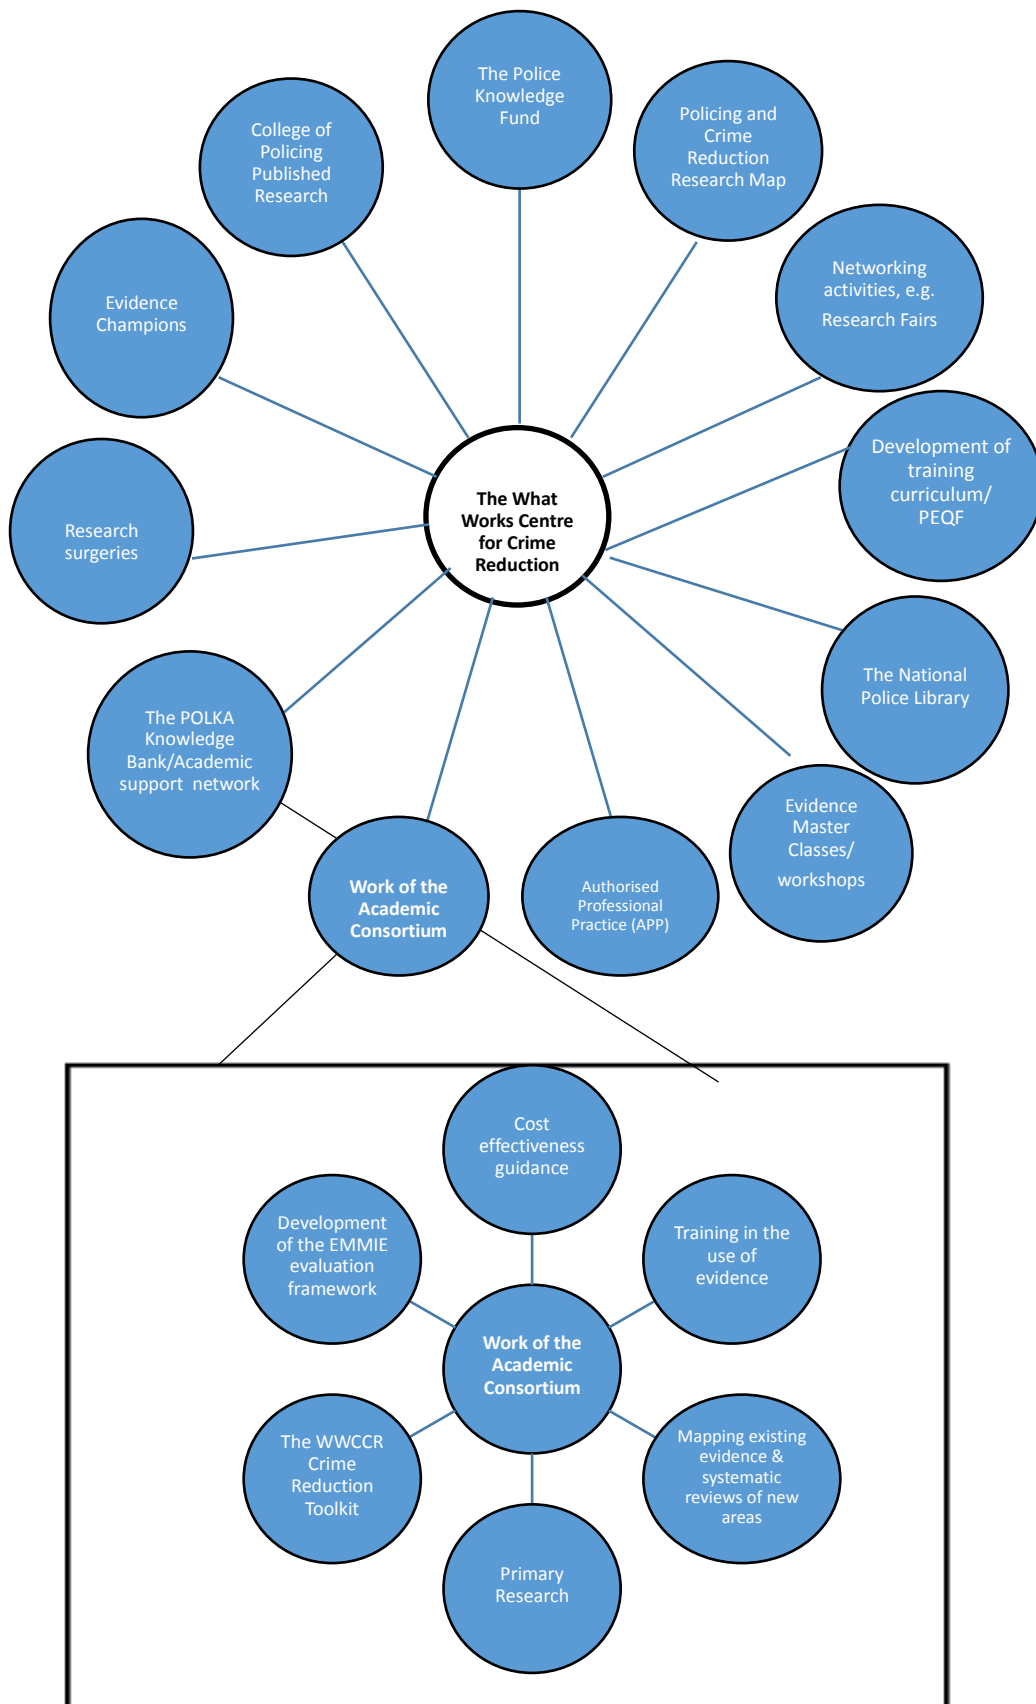 The Police
Knowledge
Fund
Policing and
Crime
Reduction
Research Map
College of
Policing
Published
Research
Networking
activities, e.g.
Research Fairs
Evidence
Champions
Development of
training
curriculum/
PEQF
The What
Works Centre
for Crime
Reduction
Research
surgeries
The National
Police Library
The POLKA
Knowledge
Bank/Academic
support network
Evidence
Master
Classes/
workshops
Work of the
Academic
Consortium
Authorised
Professional
Practice (APP)
Cost
effectiveness
guidance
Development
of the EMMIE
evaluation
framework
Training in the
use of
evidence
Work of the
Academic
Consortium
The WWCCR
Crime
Reduction
Toolkit
Mapping existing
evidence &
systematic
reviews of new
areas
Primary
Research